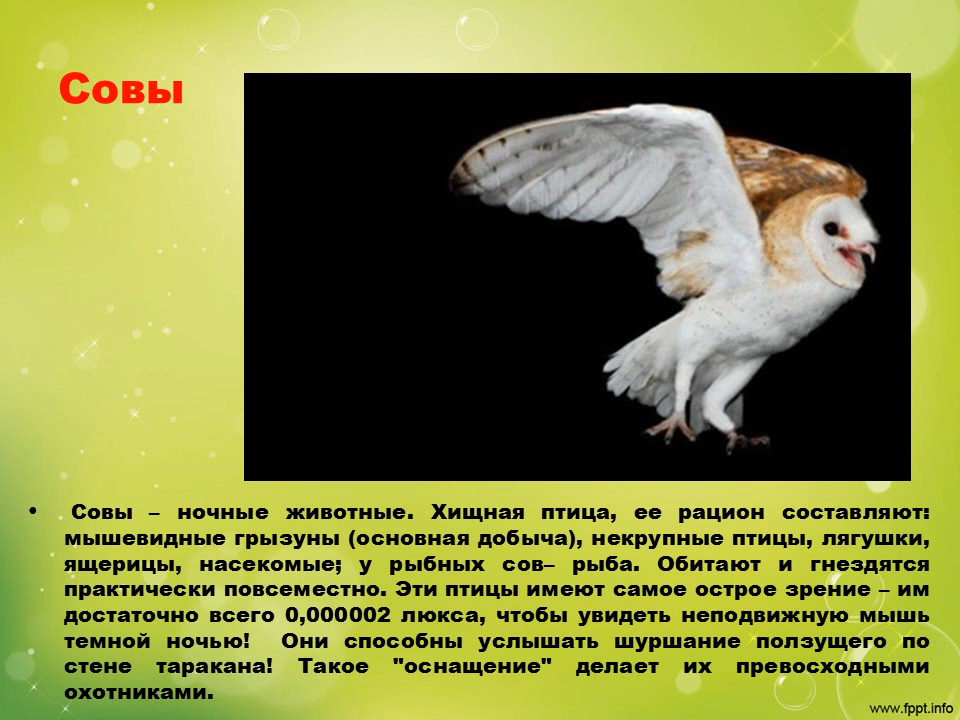 Совы
• Совы – ночные животные. Хищная птица, ее рацион составляют:
мышевидные грызуны (основная добыча), некрупные птицы, лягушки,
ящерицы, насекомые; у рыбных сов– рыба. Обитают и гнездятся
практически повсеместно. Эти птицы имеют самое острое зрение – им
достаточно всего 0,000002 люкса, чтобы увидеть неподвижную мышь
темной ночью! Они способны услышать шуршание ползущего по
стене таракана! Такое "оснащение" делает их превосходными
охотниками.
www.fppt.info